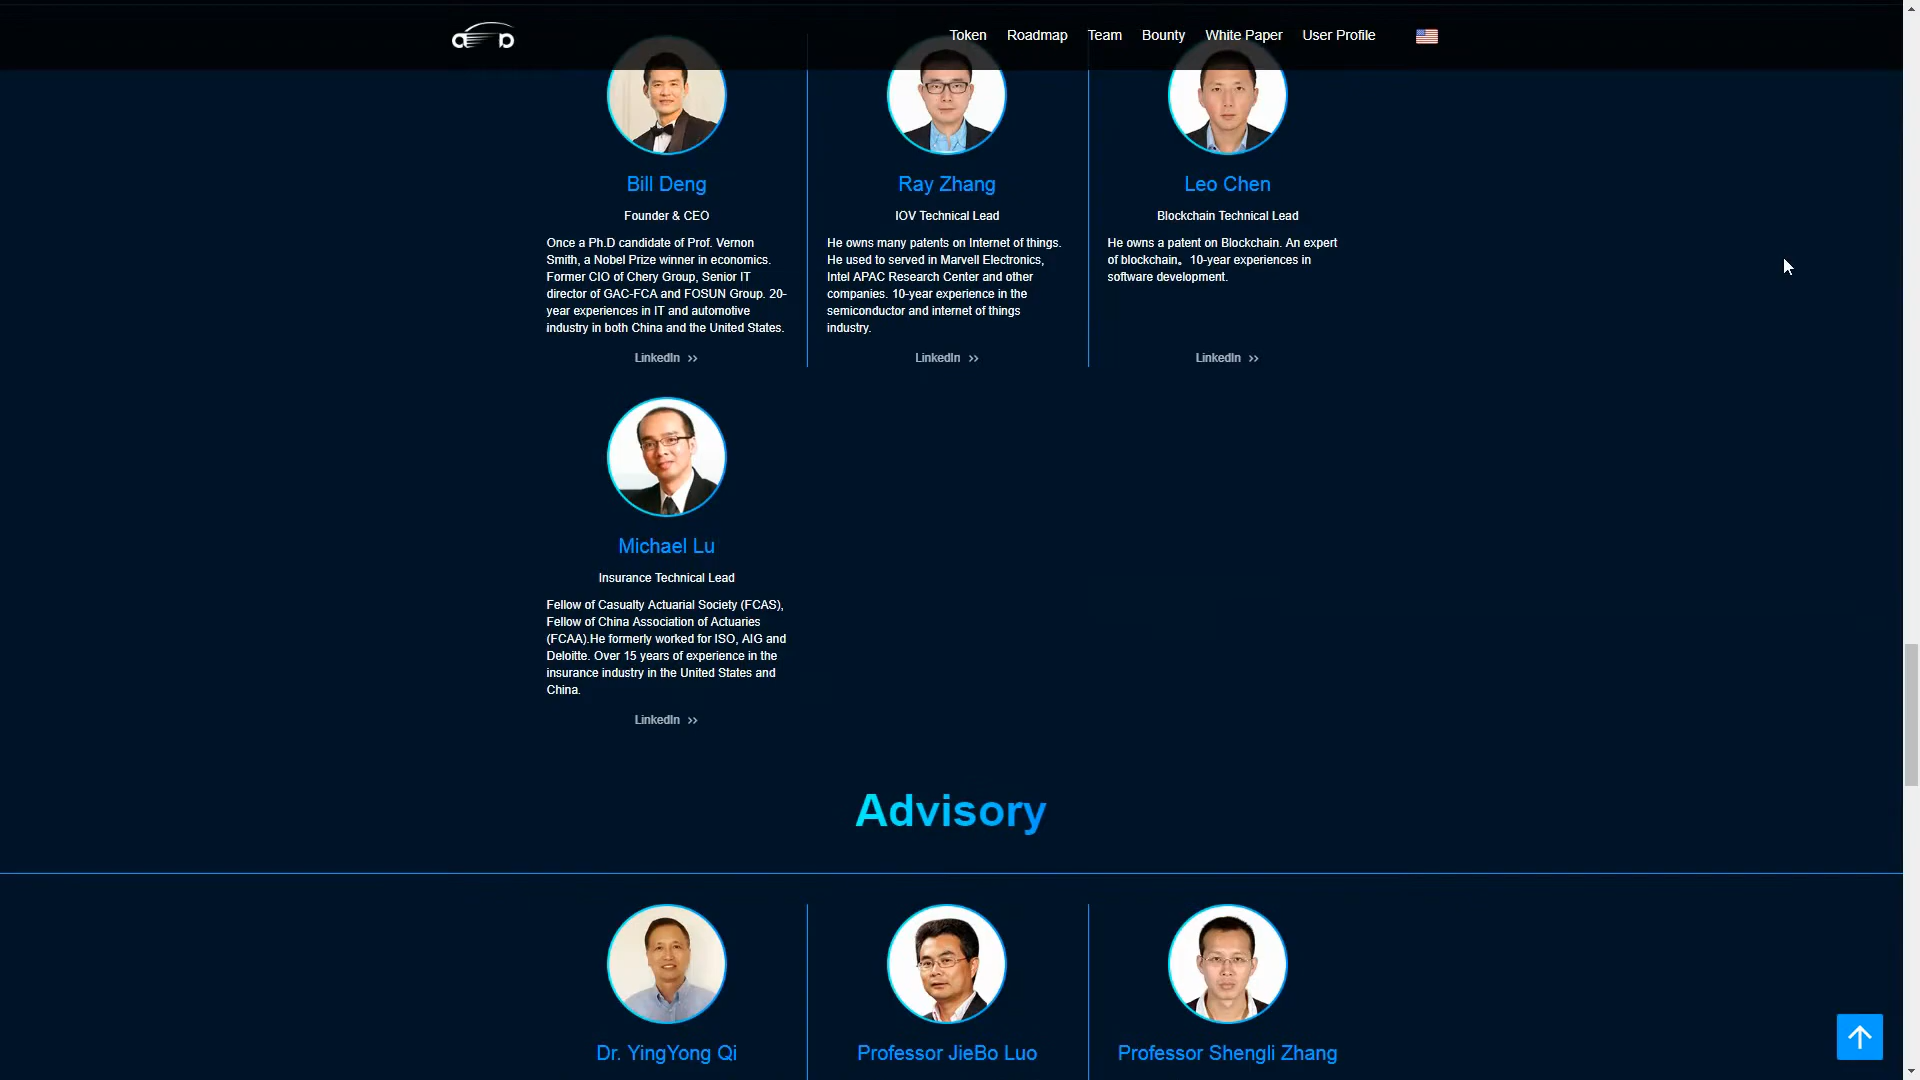 Token Roadmap Team Bounty White Paper User Profile
Bill Deng
Founder & CEO
Once a Ph.D candidate of Prof. Vernon
Smith, a Nobel Prize winner in economics.
Former CIO of Chery Group, Senior IT
director of GAC-FCA and FOSUN Group. 20-
year experiences in IT and automotive
industry in both China and the United States.
LinkedIn >>
Ray Zhang
IOV Technical Lead
He owns many patents on Internet of things.
He used to served in Marvell Electronics,
Intel APAC Research Center and other
companies. 10-year experience in the
semiconductor and internet of things
industry.
LinkedIn >>
Leo Chen
Blockchain Technical Lead
He owns a patent on Blockchain. An expert
of blockchain。10-year experiences in
software development.
LinkedIn >>
Michael Lu
Insurance Technical Lead
Fellow of Casualty Actuarial Society (FCAS),
Fellow of China Association of Actuaries
(FCAA).He formerly worked for ISO, AIG and
Deloitte. Over 15 years of experience in the
insurance industry in the United States and
China.
LinkedIn >>
Advisory
Dr. YingYong Qi
Professor JieBo Luo
Professor Shengli Zhang